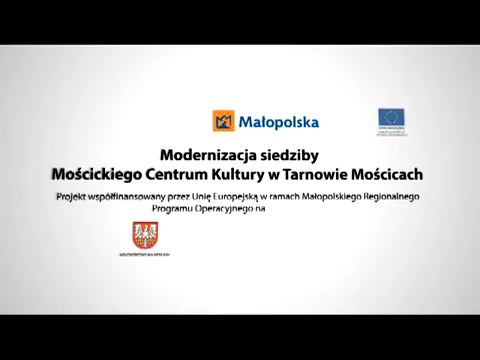 Małopolska
Modernizacja siedziby
Mościckiego Centrum Kultury w Tarnowie Mościcach
Projekt współfinansowany przez Unię Europejską w ramach Małopolskiego Regionalnego
Programu Operacyjnego na